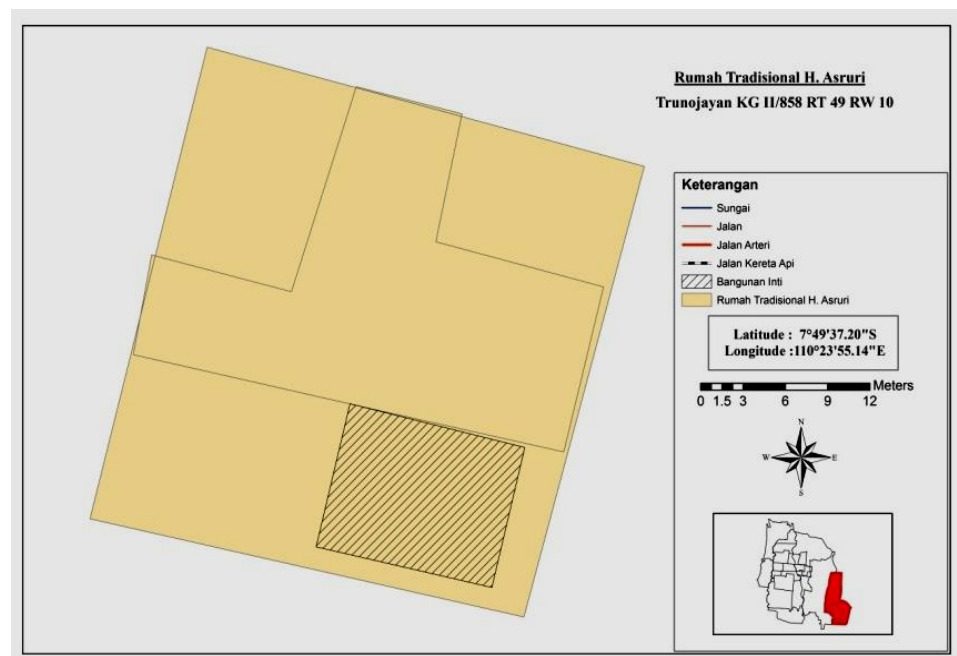 Rumah Tradisional H. Asruri
Trunojayan KG II/858 RT 49 RW 10
Keterangan
Sungai
Jalan
Jalan Arteri
Jalan Kereta Api
Bangunan Inti
Rumah Tradisional H. Asruri
Latitude : 7°49'37.20"S
Longitude :110°23'55.14"E
Meters
0 1.5 3 6 9 12
N
W E
S